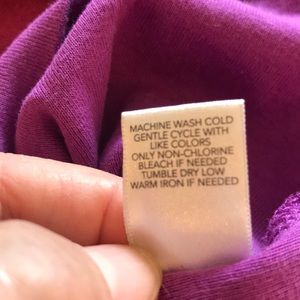 MACHINE WASH COLD
GENTLE CYCLE WITH
LIKE COLORS
ONLY NON-CHLORINE
BLEACH IF NEEDED
TUMBLE DRY LOW
WARM IRON IF NEEDED